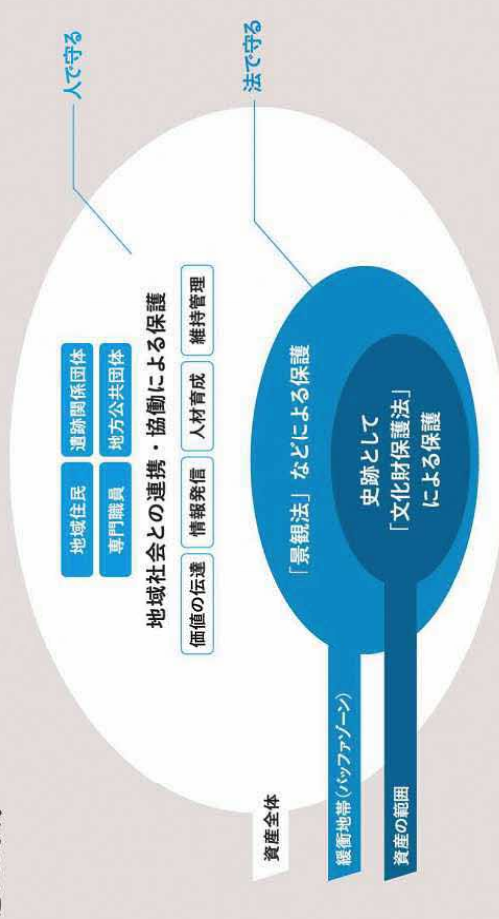 人で守る
地域住民
遺跡関係団体
専門職員
地方公共団体
地域社会との連携・協働による保護
価値の伝達
情報発信
人材育成
維持管理
法で守る
「景観法」などによる保護
史跡として
「文化財保護法」
による保護
資産全体
緩衝地帯(バッファゾーン)
資産の範囲